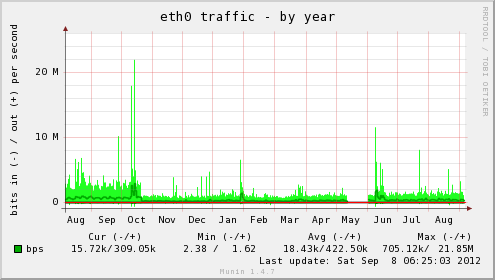 eth0 traffic - by year
RRDTOOL / TOBI OETIKER
bits in (-) / out (+) per second
20 M
10 M
0
Aug Sep Oct Nov Dec Jan Feb Mar Apr May Jun Jul Aug
Cur (-/+) Min (-/+) Avg (-/+) Max (-/+)
bps 15.72k/309.05k 2.38 / 1.62 18.43k/422.50k 705.12k/ 21.85M
Last update: Sat Sep 8 06:25:03 2012
Munin 1.4.7